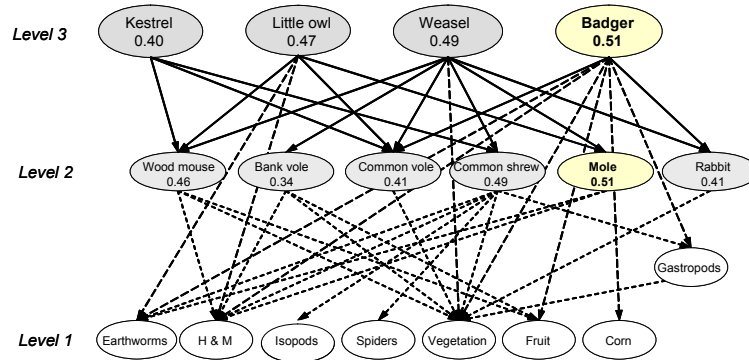 Level 3
Kestrel
0.40
Little owl
0.47
Weasel
0.49
Badger
0.51
Level 2
Wood mouse
0.46
Bank vole
0.34
Common vole
0.41
Common shrew
0.49
Mole
0.51
Rabbit
0.41
Gastropods
Level 1
Earthworms
H & M
Isopods
Spiders
Vegetation
Fruit
Corn